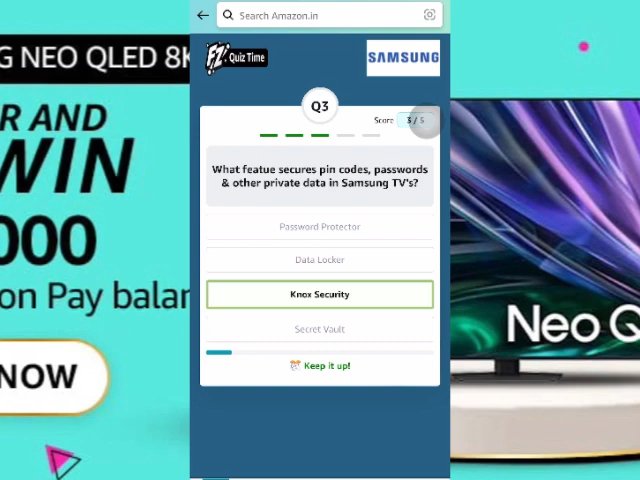 G NEO QLED 8K
R AND
WIN
000
on Pay balan
NOW
Search Amazon.in
FZ. Quiz Time
SAMSUNG
Q3
Score 3 / 5
What featue secures pin codes, passwords
& other private data in Samsung TV's?
Password Protector
Data Locker
Knox Security
Secret Vault
Keep it up!
Neo Q